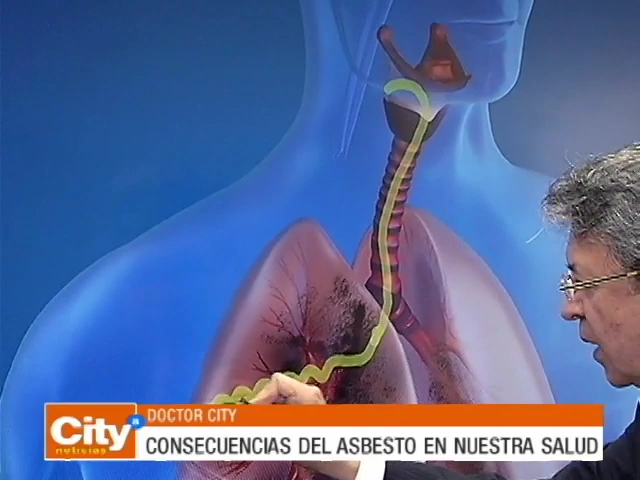 DOCTOR CITY
City
noticias
CONSECUENCIAS DEL ASBESTO EN NUESTRA SALUD